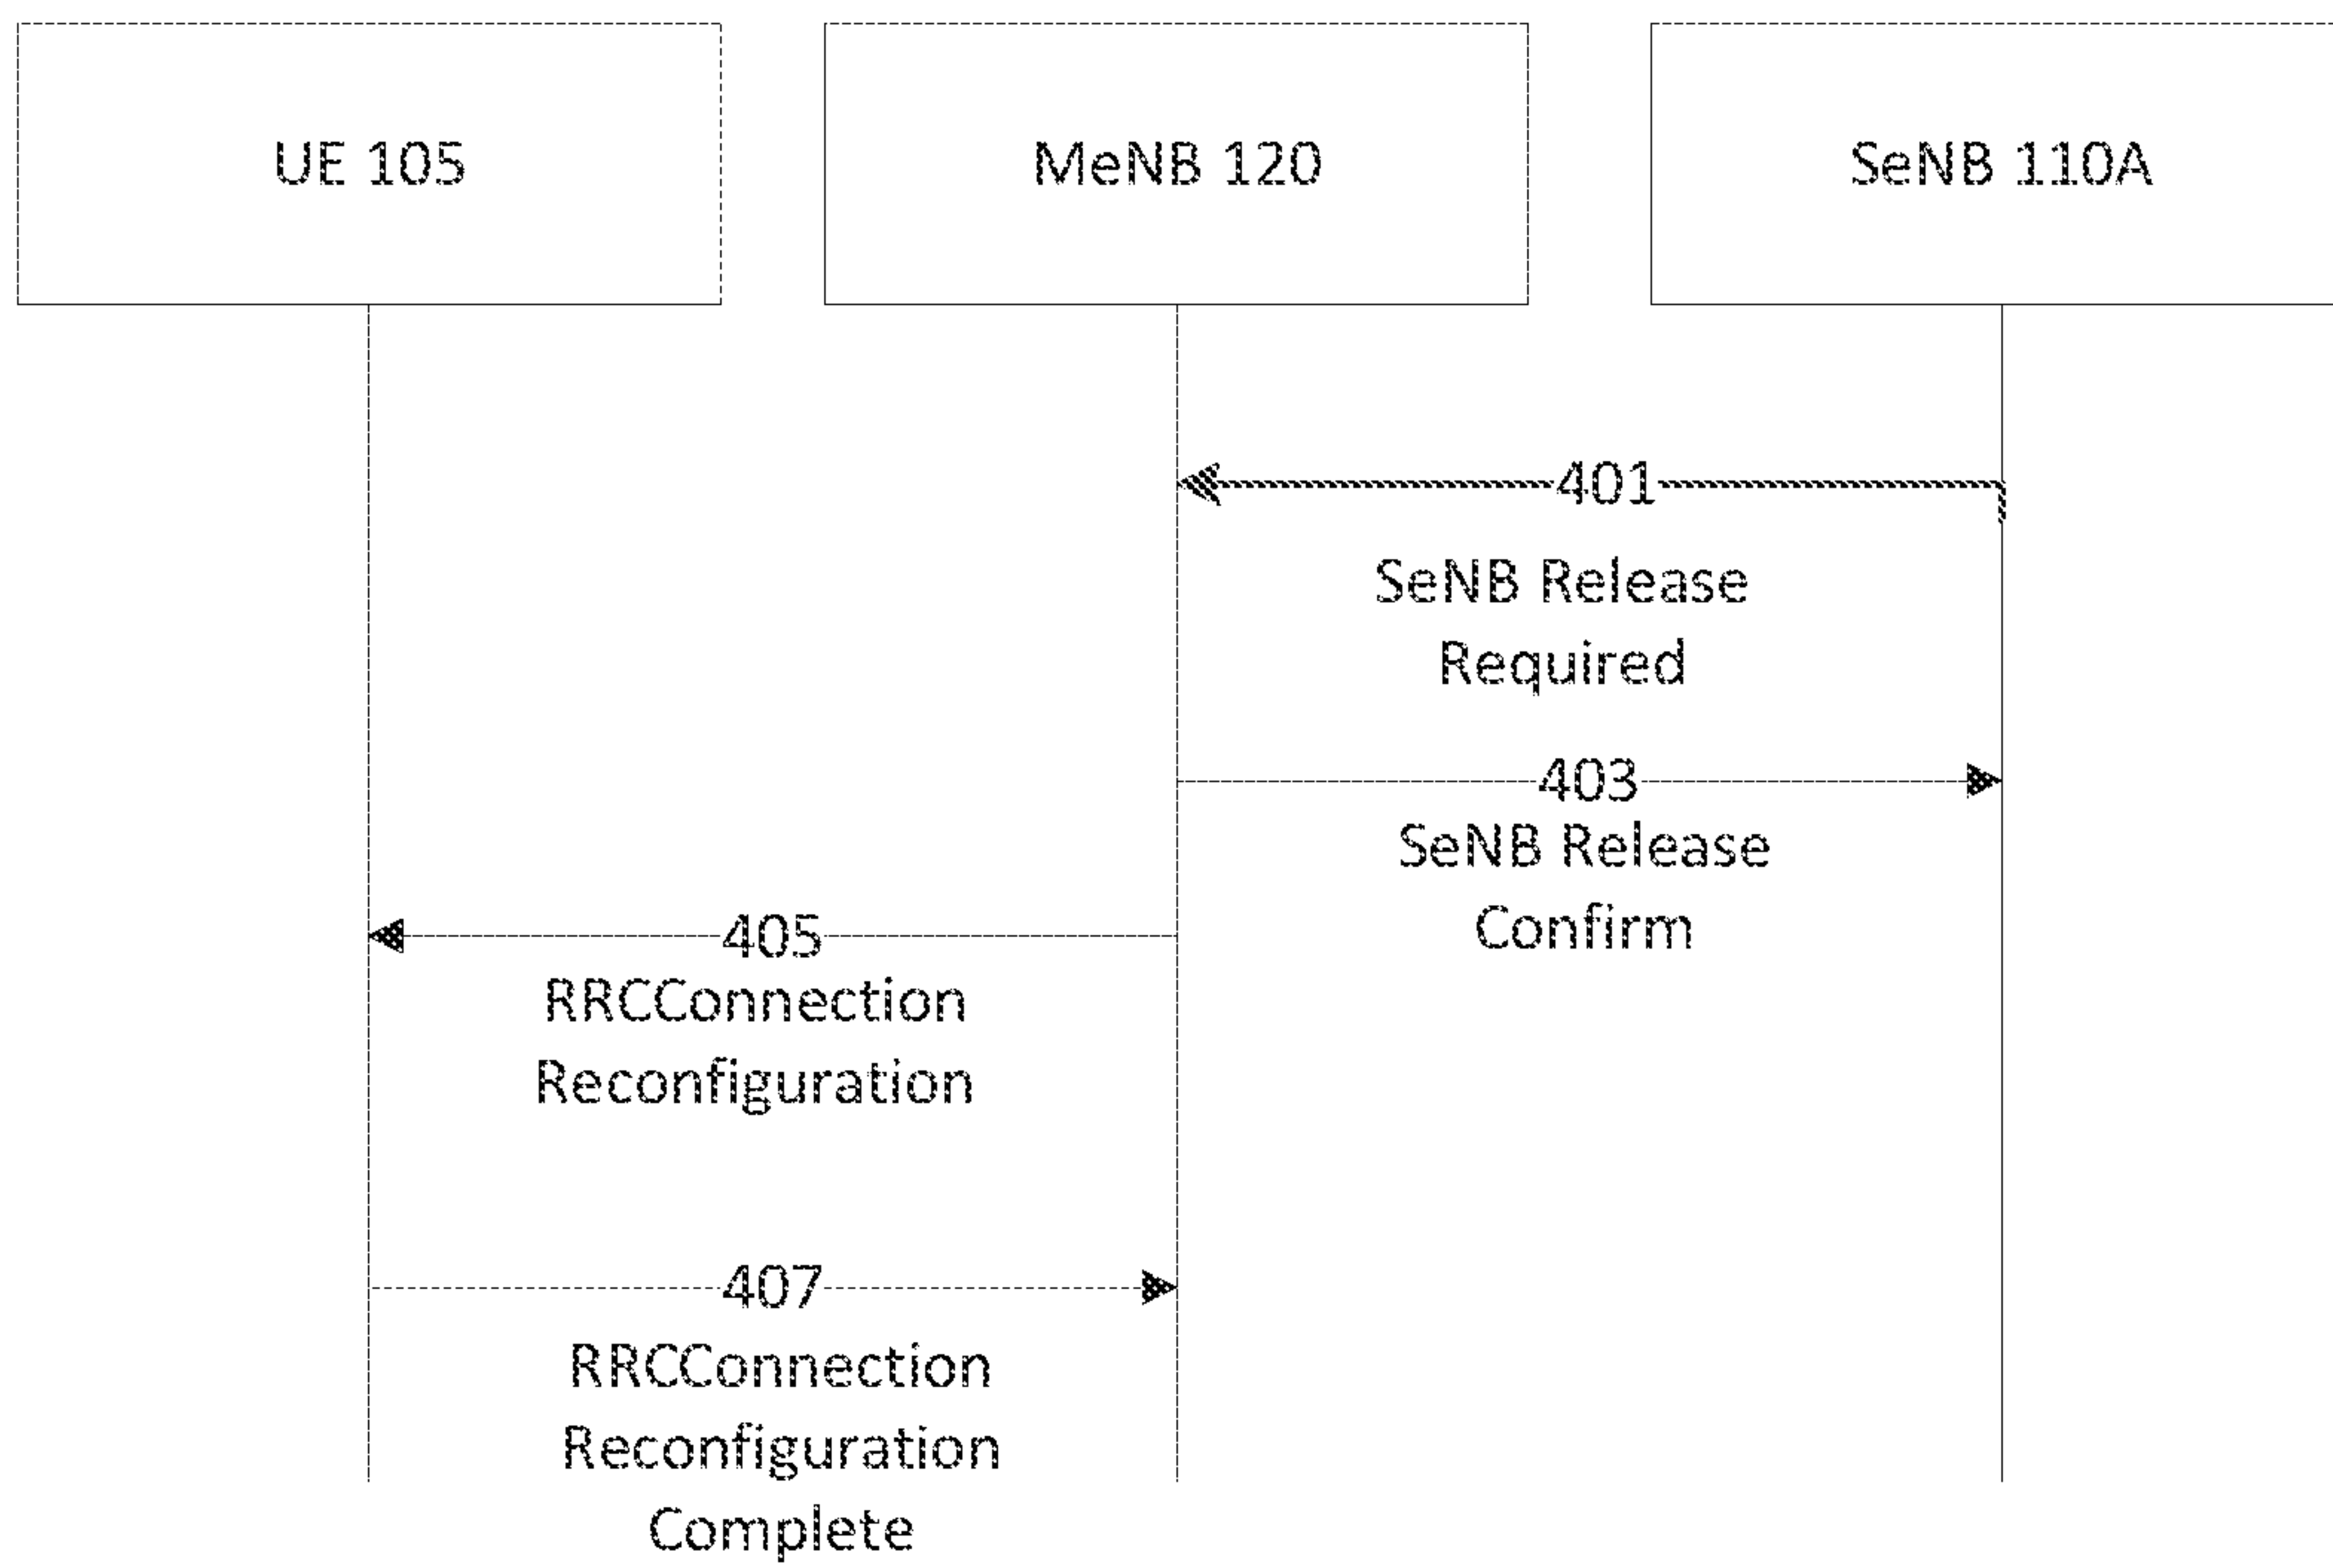 UE 105
MeNB 120
SeNB 110A
401
SeNB Release
Required
403
SeNB Release
Confirm
405
RRCConnection
Reconfiguration
407
RRCConnection
Reconfiguration
Complete